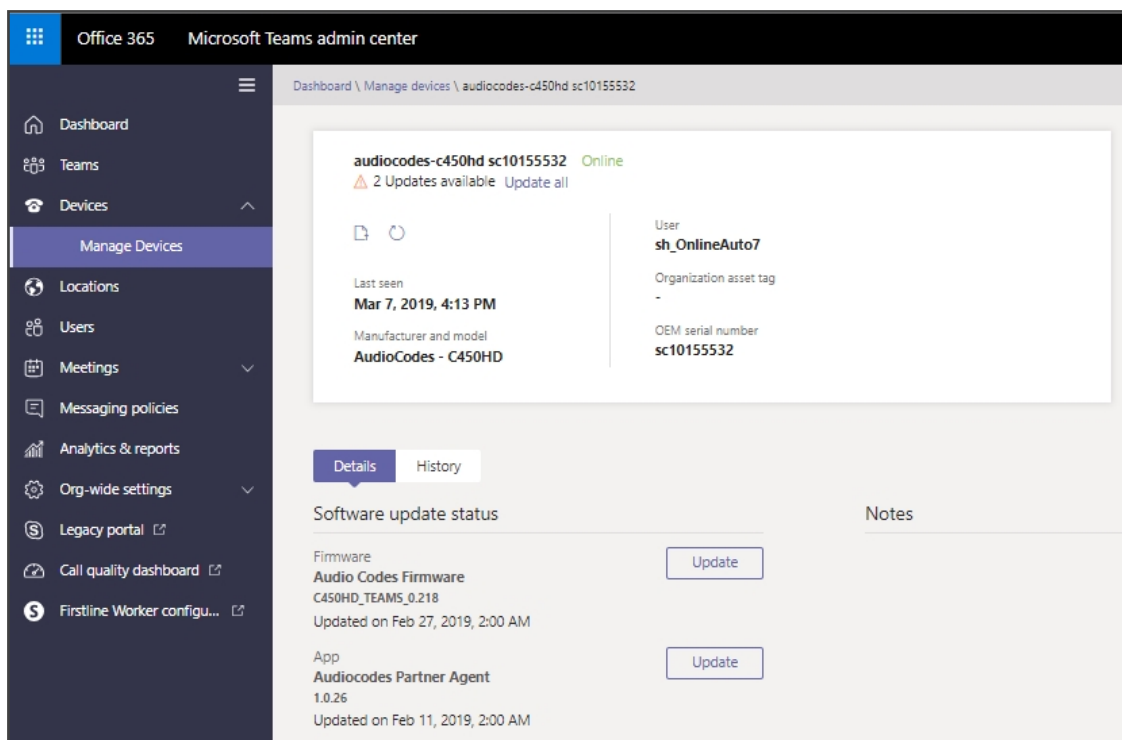 Office 365 Microsoft Teams admin center
Dashboard \ Manage devices \ audiocodes-c450hd sc10155532
Dashboard
Teams
Devices
Manage Devices
Locations
Users
Meetings
Messaging policies
Analytics & reports
Org-wide settings
Legacy portal
Call quality dashboard
Firstline Worker configu...
audiocodes-c450hd sc10155532 Online
2 Updates available Update all
Last seen
Mar 7, 2019, 4:13 PM
Manufacturer and model
AudioCodes - C450HD
User
sh_OnlineAuto7
Organization asset tag
-
OEM serial number
sc10155532
Details History
Software update status
Firmware
Audio Codes Firmware
C450HD_TEAMS_0.218
Updated on Feb 27, 2019, 2:00 AM
Update
App
Audiocodes Partner Agent
1.0.26
Updated on Feb 11, 2019, 2:00 AM
Update
Notes